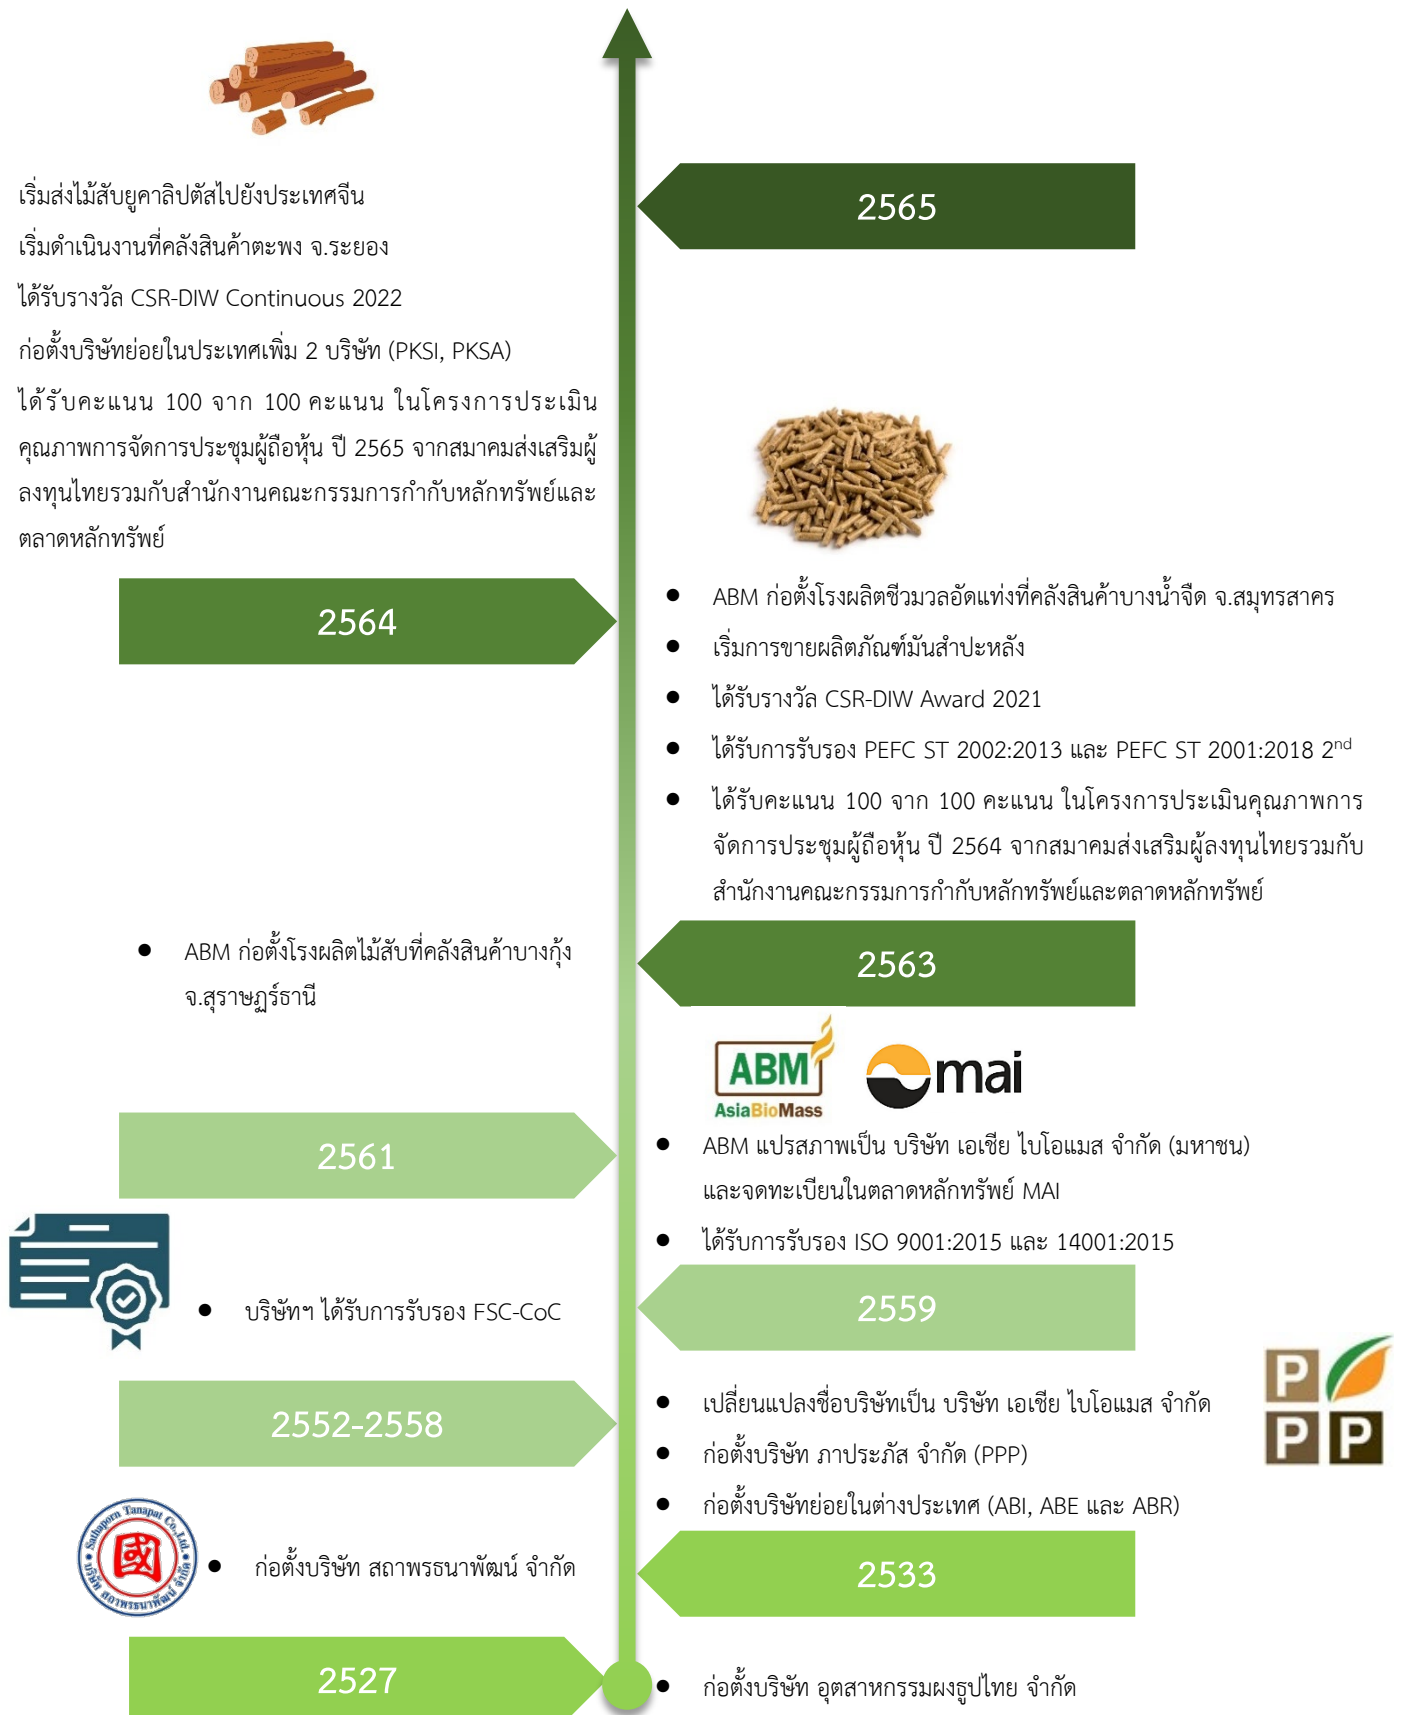 เริ่มส่งไม้สับยูคาลิปตัสไปยังประเทศจีน
เริ่มดำเนินงานที่คลังสินค้าตะพง จ.ระยอง
ได้รับรางวัล CSR-DIW Continuous 2022
ก่อตั้งบริษัทย่อยในประเทศเพิ่ม 2 บริษัท (PKSI, PKSA)
ได้รับคะแนน 100 จาก 100 คะแนน ในโครงการประเมิน
คุณภาพการจัดการประชุมผู้ถือหุ้น ปี 2565 จากสมาคมส่งเสริมผู้
ลงทุนไทยรวมกับสำนักงานคณะกรรมการกำกับหลักทรัพย์และ
ตลาดหลักทรัพย์
2565
2564
● ABM ก่อตั้งโรงผลิตชีวมวลอัดแท่งที่คลังสินค้าบางน้ำจืด จ.สมุทรสาคร
● เริ่มการขายผลิตภัณฑ์มันสำปะหลัง
● ได้รับรางวัล CSR-DIW Award 2021
● ได้รับการรับรอง PEFC ST 2002:2013 และ PEFC ST 2001:2018 2nd
● ได้รับคะแนน 100 จาก 100 คะแนน ในโครงการประเมินคุณภาพการ
จัดการประชุมผู้ถือหุ้น ปี 2564 จากสมาคมส่งเสริมผู้ลงทุนไทยรวมกับ
สำนักงานคณะกรรมการกำกับหลักทรัพย์และตลาดหลักทรัพย์
● ABM ก่อตั้งโรงผลิตไม้สับที่คลังสินค้าบางกุ้ง
จ.สุราษฎร์ธานี
2563
ABM
AsiaBioMass
mai
2561
● ABM แปรสภาพเป็น บริษัท เอเชีย ไบโอแมส จำกัด (มหาชน)
และจดทะเบียนในตลาดหลักทรัพย์ MAI
● ได้รับการรับรอง ISO 9001:2015 และ 14001:2015
● บริษัทฯ ได้รับการรับรอง FSC-CoC
2559
2552-2558
● เปลี่ยนแปลงชื่อบริษัทเป็น บริษัท เอเชีย ไบโอแมส จำกัด
● ก่อตั้งบริษัท ภาประภัส จำกัด (PPP)
● ก่อตั้งบริษัทย่อยในต่างประเทศ (ABI, ABE และ ABR)
P
P P
Sathaporn Tanapat Co.,Ltd.
國
บริษัท สถาพรธนาพัฒน์ จำกัด
● ก่อตั้งบริษัท สถาพรธนาพัฒน์ จำกัด
2533
2527
● ก่อตั้งบริษัท อุตสาหกรรมผงธูปไทย จำกัด